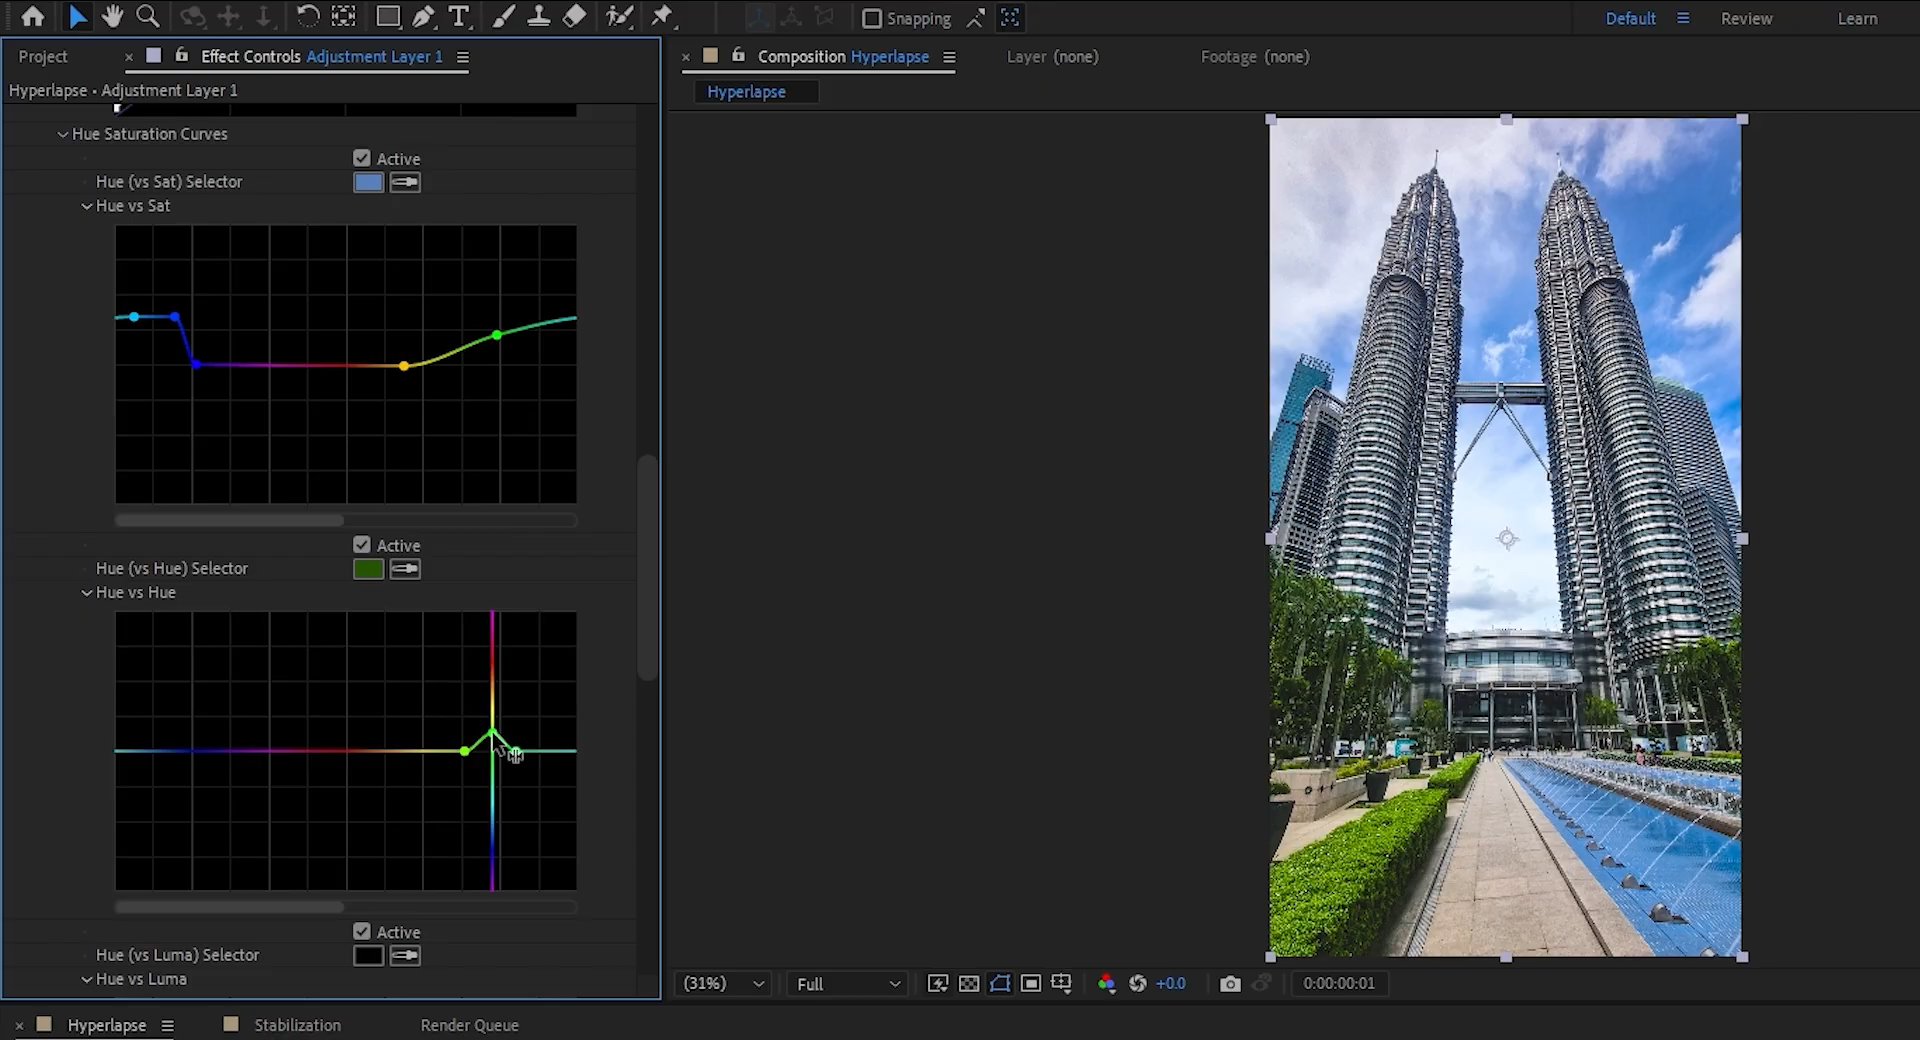 Snapping
Default
Review
Learn
Project
× Effect Controls Adjustment Layer 1
× Composition Hyperlapse
Layer (none)
Footage (none)
Hyperlapse • Adjustment Layer 1
Hyperlapse
Hue Saturation Curves
Active
Hue (vs Sat) Selector
Hue vs Sat
Active
Hue (vs Hue) Selector
Hue vs Hue
Active
Hue (vs Luma) Selector
Hue vs Luma
(31%)
Full
+0.0
0:00:00:01
× Hyperlapse
Stabilization
Render Queue